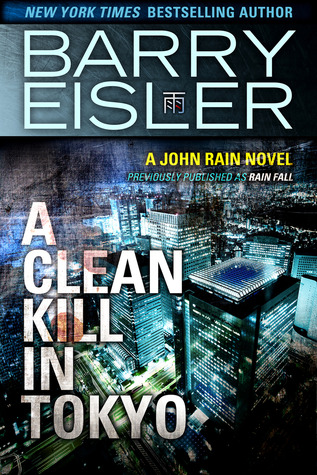 NEW YORK TIMES BESTSELLING AUTHOR
BARRY
EISLER
雨
A JOHN RAIN NOVEL
PREVIOUSLY PUBLISHED AS RAIN FALL
A
CLEAN
KILL
IN
TOKYO